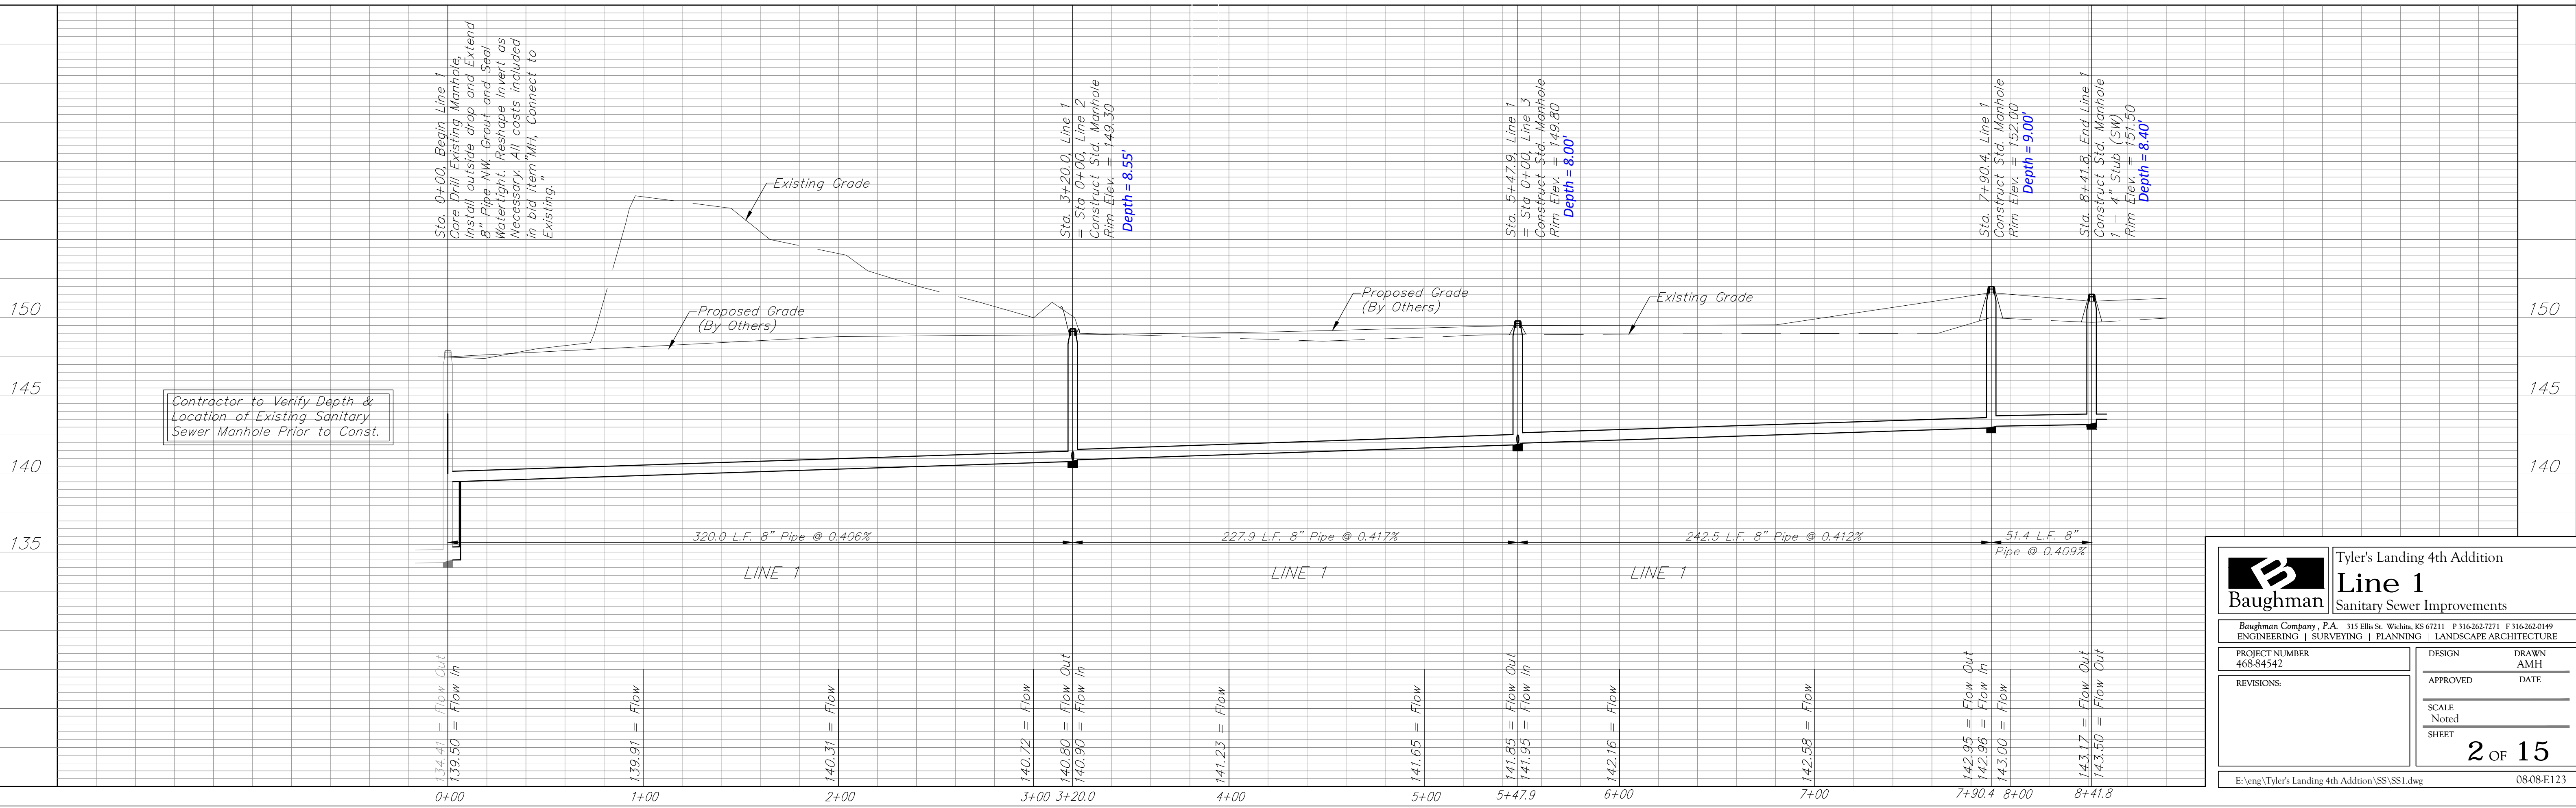 Sta. 0+00, Begin Line 1
Core Drill Existing Manhole,
Install outside drop and Extend
8" Pipe NW. Grout and Seal
Watertight. Reshape Invert as
Necessary. All costs included
in bid item"MH, Connect to
Existing."
Sta. 3+20.0, Line 1
= Sta 0+00, Line 2
Construct Std. Manhole
Rim Elev. = 149.30
Depth = 8.55'
Sta. 5+47.9, Line 1
= Sta 0+00, Line 3
Construct Std. Manhole
Rim Elev. = 149.80
Depth = 8.00'
Sta. 7+90.4, Line 1
Construct Std. Manhole
Rim Elev. = 152.00
Depth = 9.00'
Sta. 8+41.8, End Line 1
Construct Std. Manhole
1 - 4" Stub (SW)
Rim Elev. = 151.50
Depth = 8.40'
Existing Grade
Proposed Grade
(By Others)
Proposed Grade
(By Others)
Existing Grade
150
150
145
145
140
140
135
Contractor to Verify Depth &
Location of Existing Sanitary
Sewer Manhole Prior to Const.
320.0 L.F. 8" Pipe @ 0.406%
227.9 L.F. 8" Pipe @ 0.417%
242.5 L.F. 8" Pipe @ 0.412%
51.4 L.F. 8"
Pipe @ 0.409%
LINE 1
LINE 1
LINE 1
134.41 = Flow Out
139.50 = Flow In
139.91 = Flow
140.31 = Flow
140.72 = Flow
140.80 = Flow Out
140.90 = Flow In
141.23 = Flow
141.65 = Flow
141.85 = Flow Out
141.95 = Flow In
142.16 = Flow
142.58 = Flow
142.95 = Flow Out
142.96 = Flow In
143.00 = Flow
143.17 = Flow Out
143.50 = Flow Out
0+00
1+00
2+00
3+00
3+20.0
4+00
5+00
5+47.9
6+00
7+00
7+90.4
8+00
8+41.8
B
Baughman
Tyler's Landing 4th Addition
Line 1
Sanitary Sewer Improvements
Baughman Company, P.A. 315 Ellis St. Wichita, KS 67211 P 316-262-7271 F 316-262-0149
ENGINEERING | SURVEYING | PLANNING | LANDSCAPE ARCHITECTURE
PROJECT NUMBER
468-84542
REVISIONS:
DESIGN
DRAWN
AMH
APPROVED
DATE
SCALE
Noted
SHEET
2 OF 15
E:\eng\Tyler's Landing 4th Addtion\SS\SS1.dwg
08-08-E123